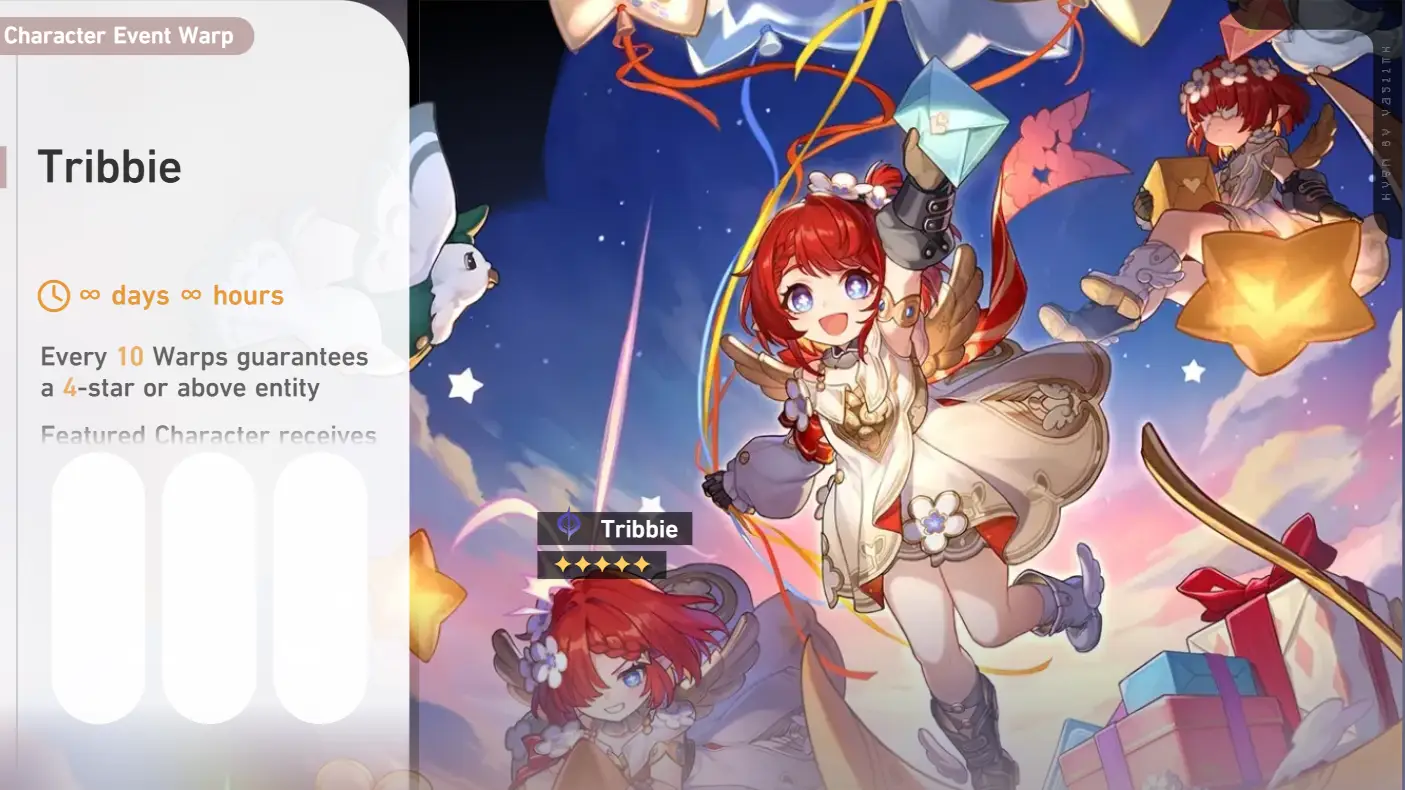 Character Event Warp
Tribbie
∞ days ∞ hours
Every 10 Warps guarantees
a 4-star or above entity
Featured Character receives
Tribbie